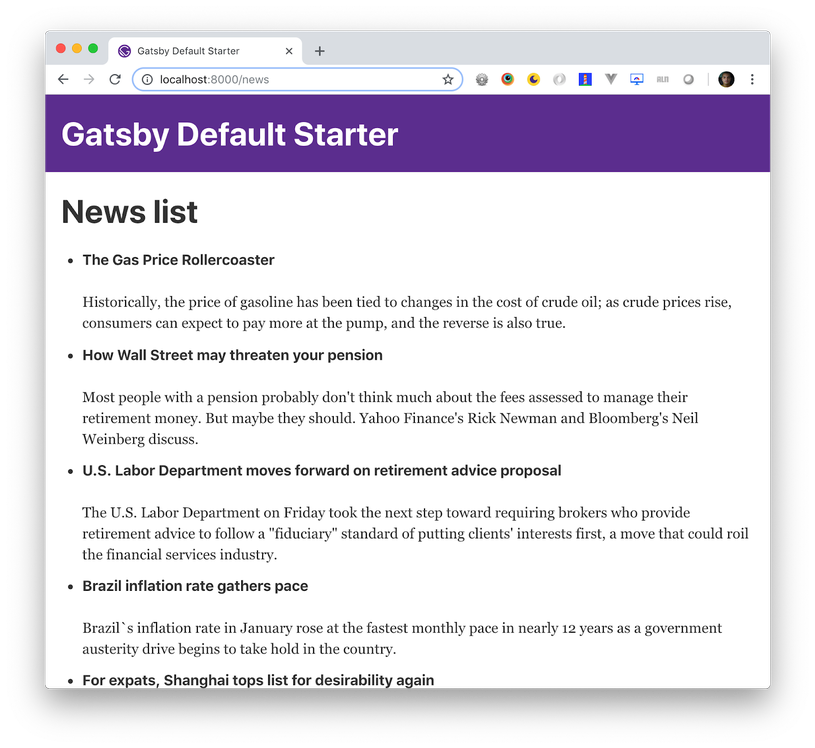 Gatsby Default Starter
localhost:8000/news
Gatsby Default Starter
News list
The Gas Price Rollercoaster
Historically, the price of gasoline has been tied to changes in the cost of crude oil; as crude prices rise,
consumers can expect to pay more at the pump, and the reverse is also true.
How Wall Street may threaten your pension
Most people with a pension probably don't think much about the fees assessed to manage their
retirement money. But maybe they should. Yahoo Finance's Rick Newman and Bloomberg's Neil
Weinberg discuss.
U.S. Labor Department moves forward on retirement advice proposal
The U.S. Labor Department on Friday took the next step toward requiring brokers who provide
retirement advice to follow a "fiduciary" standard of putting clients' interests first, a move that could roil
the financial services industry.
Brazil inflation rate gathers pace
Brazil`s inflation rate in January rose at the fastest monthly pace in nearly 12 years as a government
austerity drive begins to take hold in the country.
For expats, Shanghai tops list for desirability again